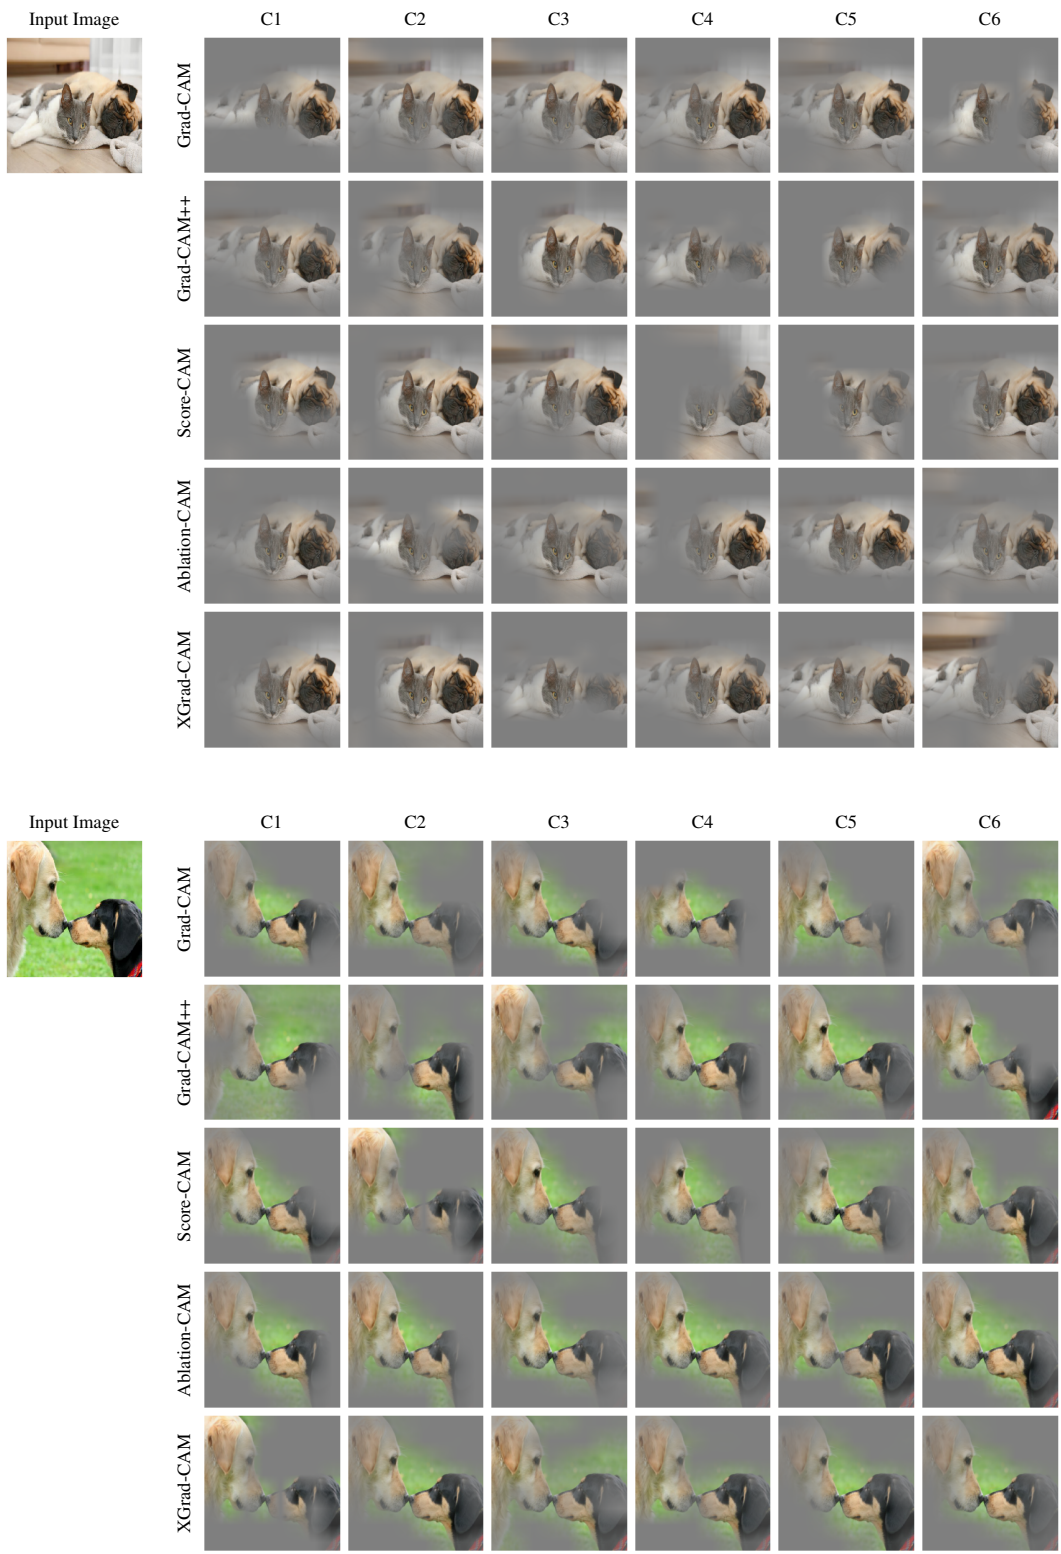 Input Image C1 C2 C3 C4 C5 C6
Grad-CAM
Grad-CAM++
Score-CAM
Ablation-CAM
XGrad-CAM
Input Image C1 C2 C3 C4 C5 C6
Grad-CAM
Grad-CAM++
Score-CAM
Ablation-CAM
XGrad-CAM